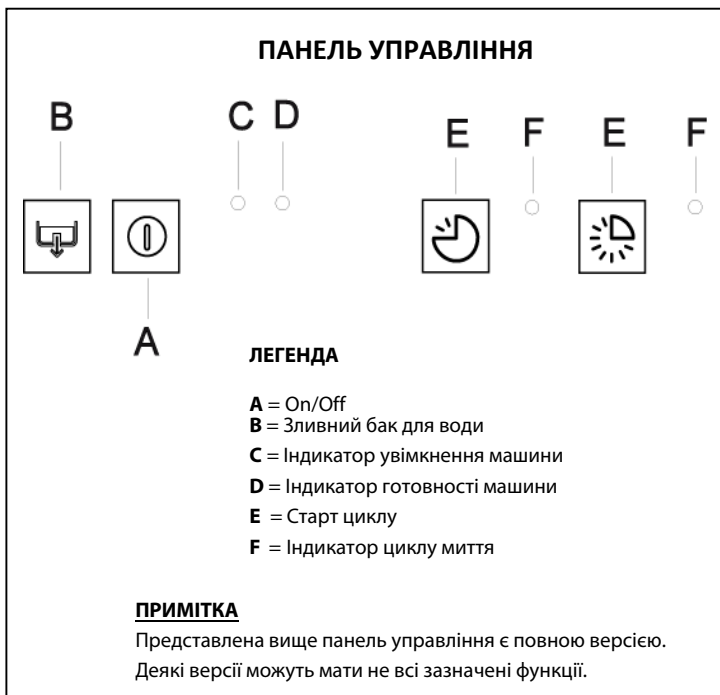 ПАНЕЛЬ УПРАВЛІННЯ
B C D E F E F
A
ЛЕГЕНДА
A = On/Off
B = Зливний бак для води
C = Індикатор увімкнення машини
D = Індикатор готовності машини
E = Старт циклу
F = Індикатор циклу миття
ПРИМІТКА
Представлена вище панель управління є повною версією.
Деякі версії можуть мати не всі зазначені функції.